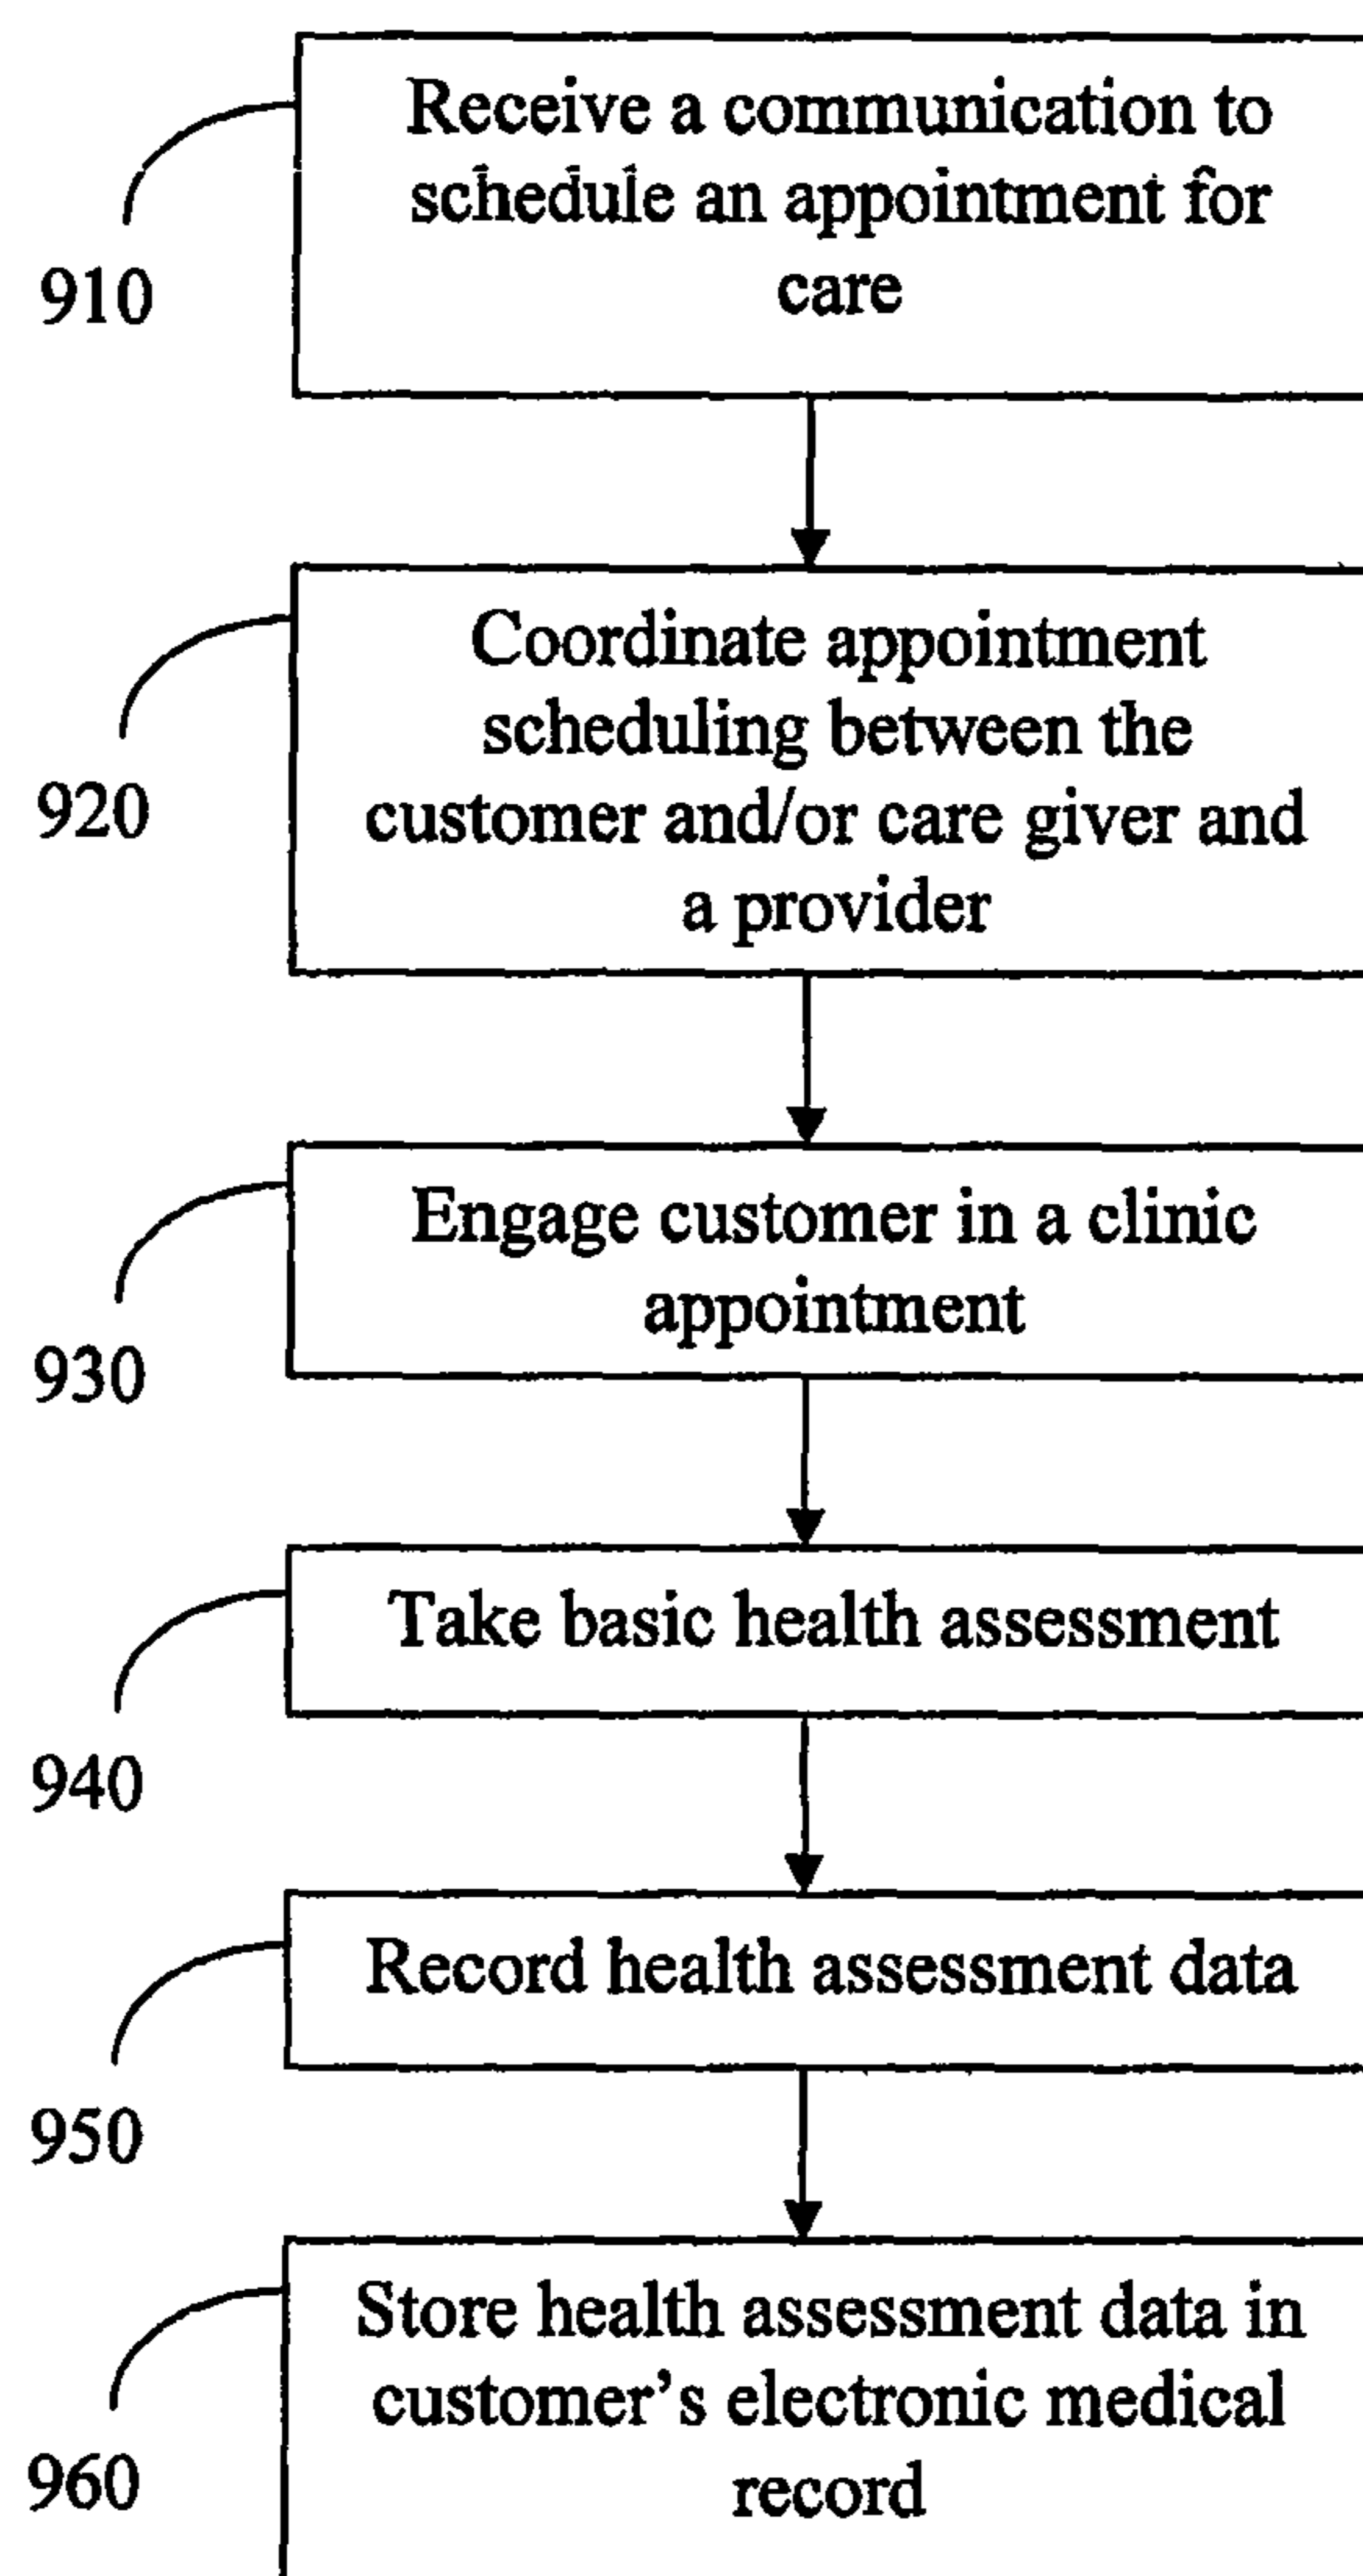 Receive a communication to
schedule an appointment for
care
910
Coordinate appointment
scheduling between the
customer and/or care giver and
a provider
920
Engage customer in a clinic
appointment
930
Take basic health assessment
940
Record health assessment data
950
Store health assessment data in
customer's electronic medical
record
960